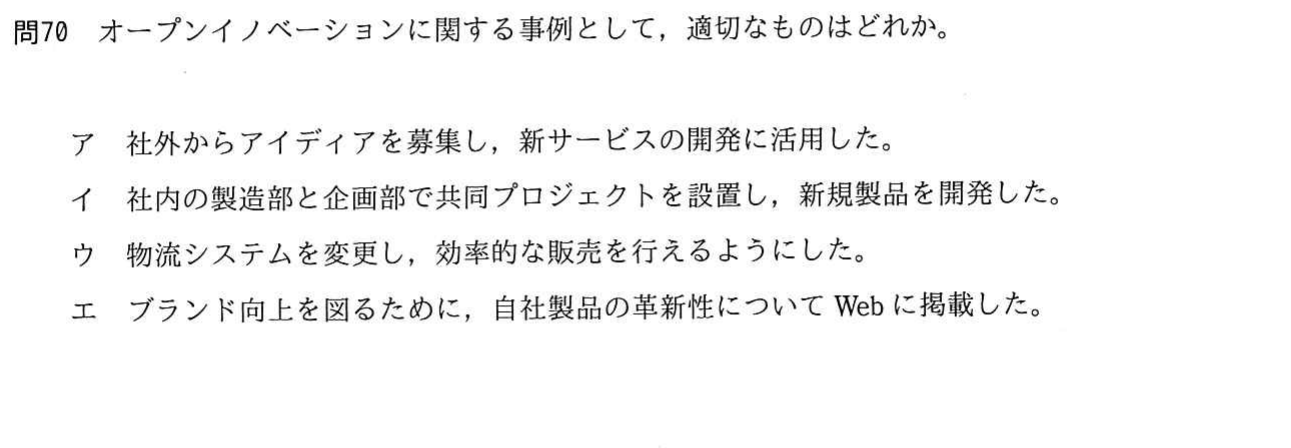 問70　オープンイノベーションに関する事例として，適切なものはどれか。
ア　社外からアイディアを募集し，新サービスの開発に活用した。
イ　社内の製造部と企画部で共同プロジェクトを設置し，新規製品を開発した。
ウ　物流システムを変更し，効率的な販売を行えるようにした。
エ　ブランド向上を図るために，自社製品の革新性について Web に掲載した。